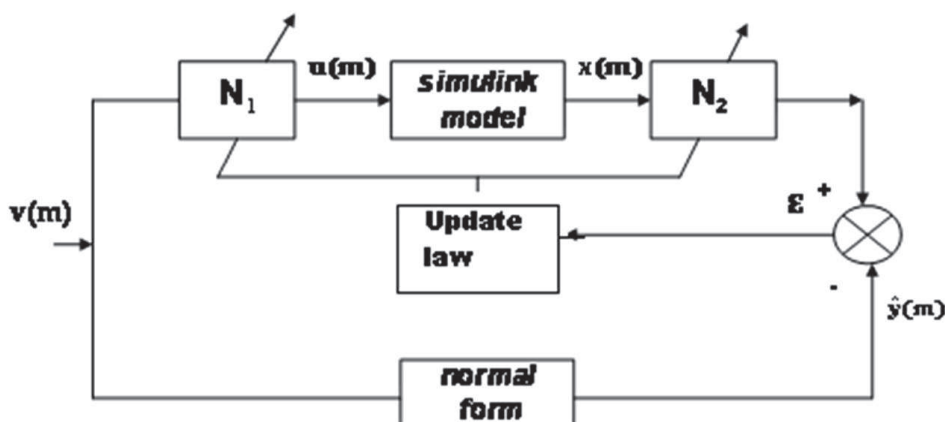 N₁
u(m)
simulink
model
x(m)
N₂
v(m)
Update
law
ε
+
-
ŷ(m)
normal
form